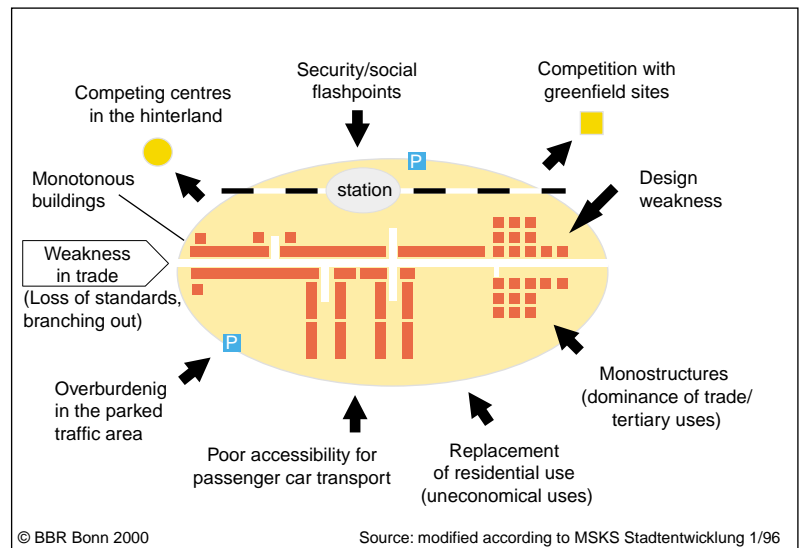 Security/social
flashpoints
Competition with
greenfield sites
Competing centres
in the hinterland
P
station
Monotonous
buildings
Design
weakness
Weakness
in trade
(Loss of standards,
branching out)
P
Overburdenig
in the parked
traffic area
Monostructures
(dominance of trade/
tertiary uses)
Poor accessibility for
passenger car transport
Replacement
of residential use
(uneconomical uses)
© BBR Bonn 2000
Source: modified according to MSKS Stadtentwicklung 1/96